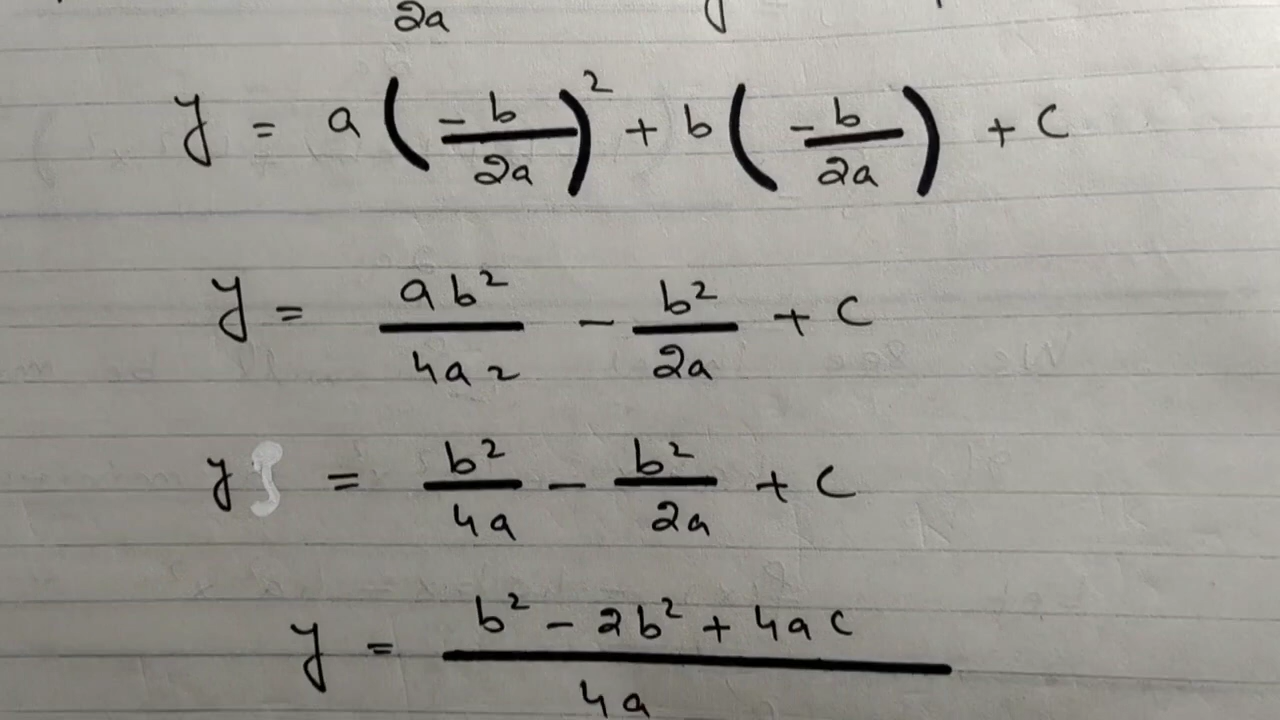 2a
y = a(-b/2a)² + b(-b/2a) + c
y = ab²/4a2 - b²/2a + c
y = b²/4a - b²/2a + c
y = b² - 2b² + 4ac/4a